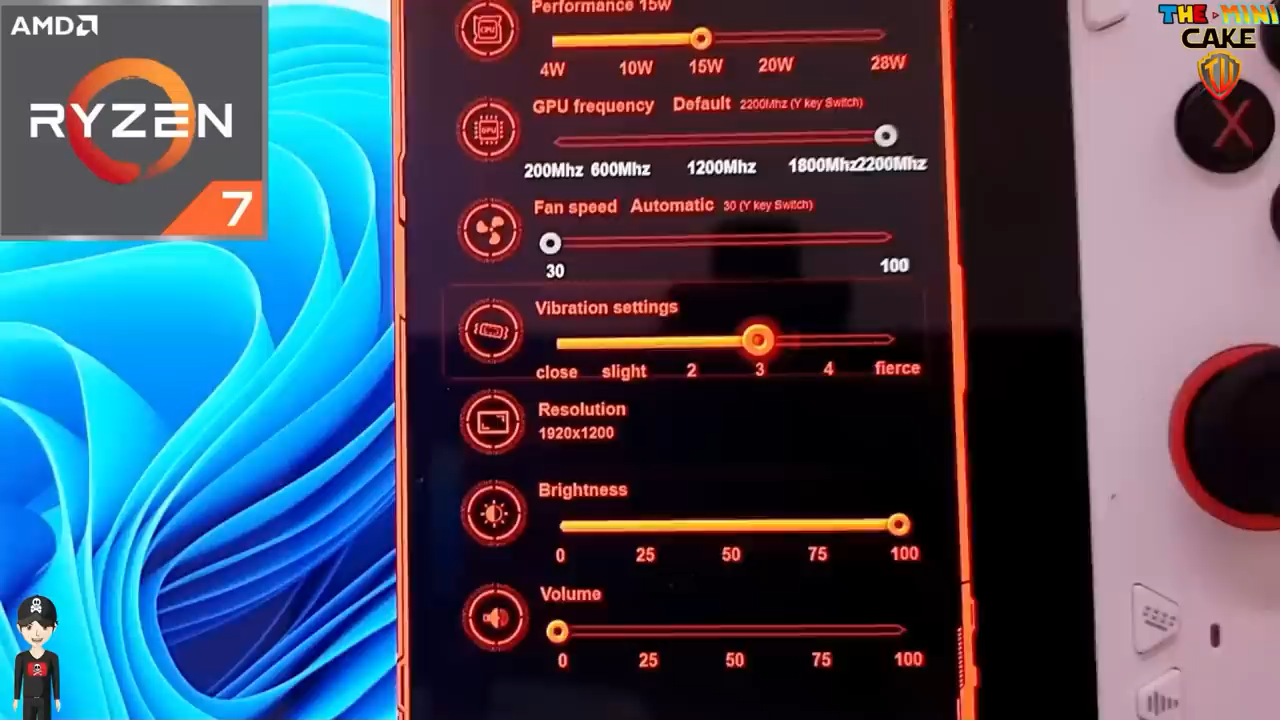 AMD
RYZEN
7
THE MINI
CAKE
X
Performance 15W
CPU
4W 10W 15W 20W 28W
GPU frequency Default 2200Mhz (Y key Switch)
GPU
200Mhz 600Mhz 1200Mhz 1800Mhz 2200Mhz
Fan speed Automatic 30 (Y key Switch)
30 100
Vibration settings
close slight 2 3 4 fierce
Resolution
1920x1200
Brightness
0 25 50 75 100
Volume
0 25 50 75 100